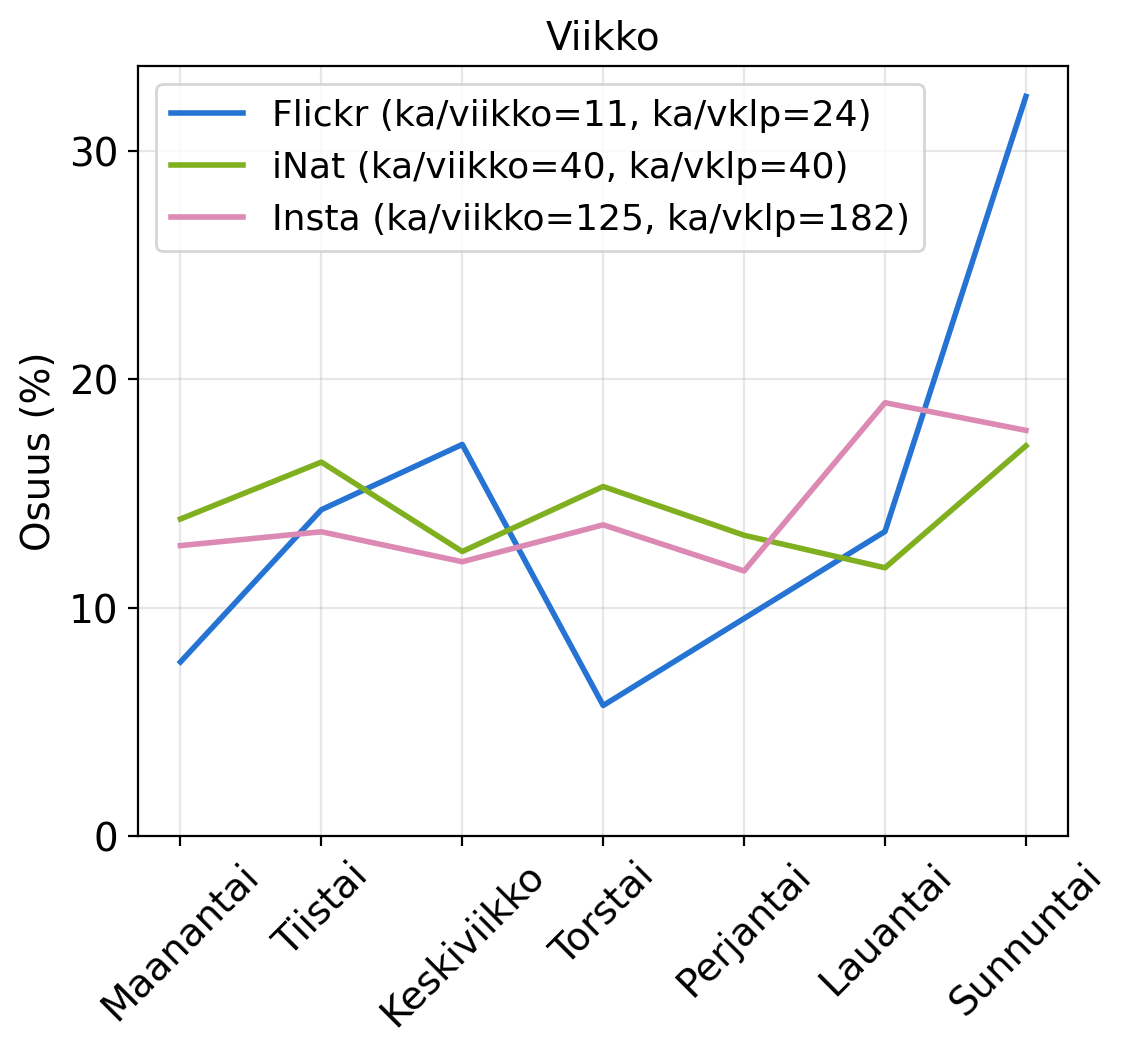 Viikko
Flickr (ka/viikko=11, ka/vklp=24)
iNat (ka/viikko=40, ka/vklp=40)
Insta (ka/viikko=125, ka/vklp=182)
Osuus (%)
30
20
10
0
Maanantai
Tiistai
Keskiviikko
Torstai
Perjantai
Lauantai
Sunnuntai